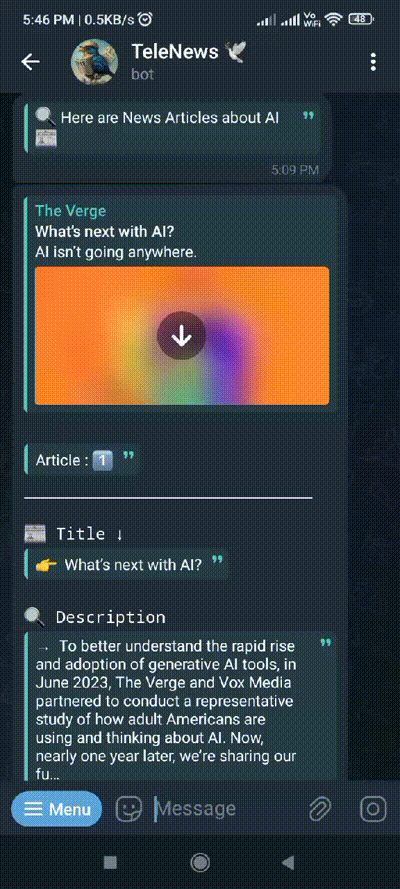 5:46 PM | 0.5KB/s
Vo
WiFi
48
TeleNews
bot
Here are News Articles about AI
5:09 PM
The Verge
What's next with AI?
AI isn't going anywhere.
Article : 1
Title ↓
What's next with AI?
Description
→ To better understand the rapid rise
and adoption of generative AI tools, in
June 2023, The Verge and Vox Media
partnered to conduct a representative
study of how adult Americans are
using and thinking about AI. Now,
nearly one year later, we're sharing our
fu…
Menu
Message